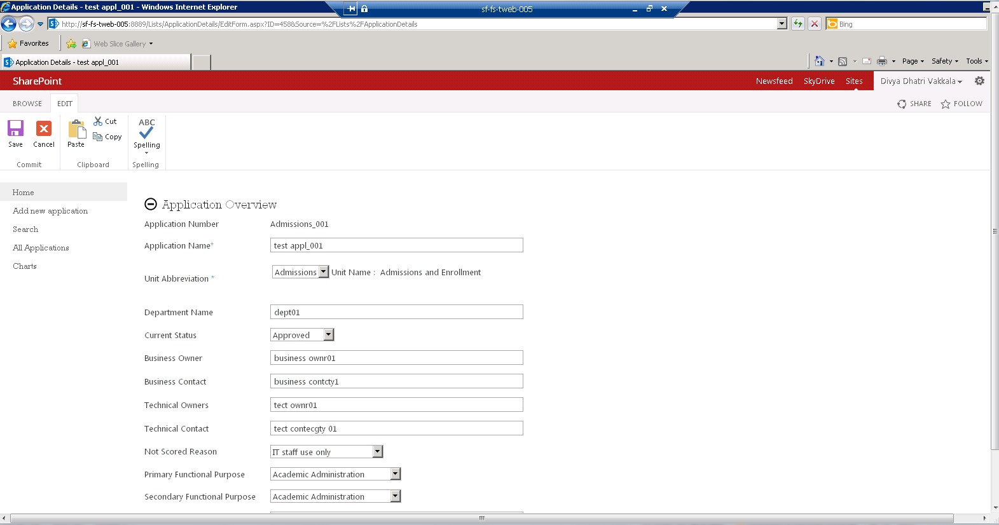 Application Details - test appl_001 - Windows Internet Explorer
sf-fs-tweb-005
http://sf-fs-tweb-005:8889/Lists/ApplicationDetails/EditForm.aspx?ID=458&Source=%2FLists%2FApplicationDetails
Bing
Favorites
Web Slice Gallery
Application Details - test appl_001
Page
Safety
Tools
SharePoint
Newsfeed
SkyDrive
Sites
Divya Dhatri Vakkala
BROWSE
EDIT
SHARE
FOLLOW
Save
Cancel
Paste
Cut
Copy
ABC
Spelling
Commit
Clipboard
Spelling
Home
Add new application
Search
All Applications
Charts
Application Overview
Application Number Admissions_001
Application Name* test appl_001
Unit Abbreviation * Admissions Unit Name : Admissions and Enrollment
Department Name dept01
Current Status Approved
Business Owner business ownr01
Business Contact business contcty1
Technical Owners tect ownr01
Technical Contact tect contecgty 01
Not Scored Reason IT staff use only
Primary Functional Purpose Academic Administration
Secondary Functional Purpose Academic Administration